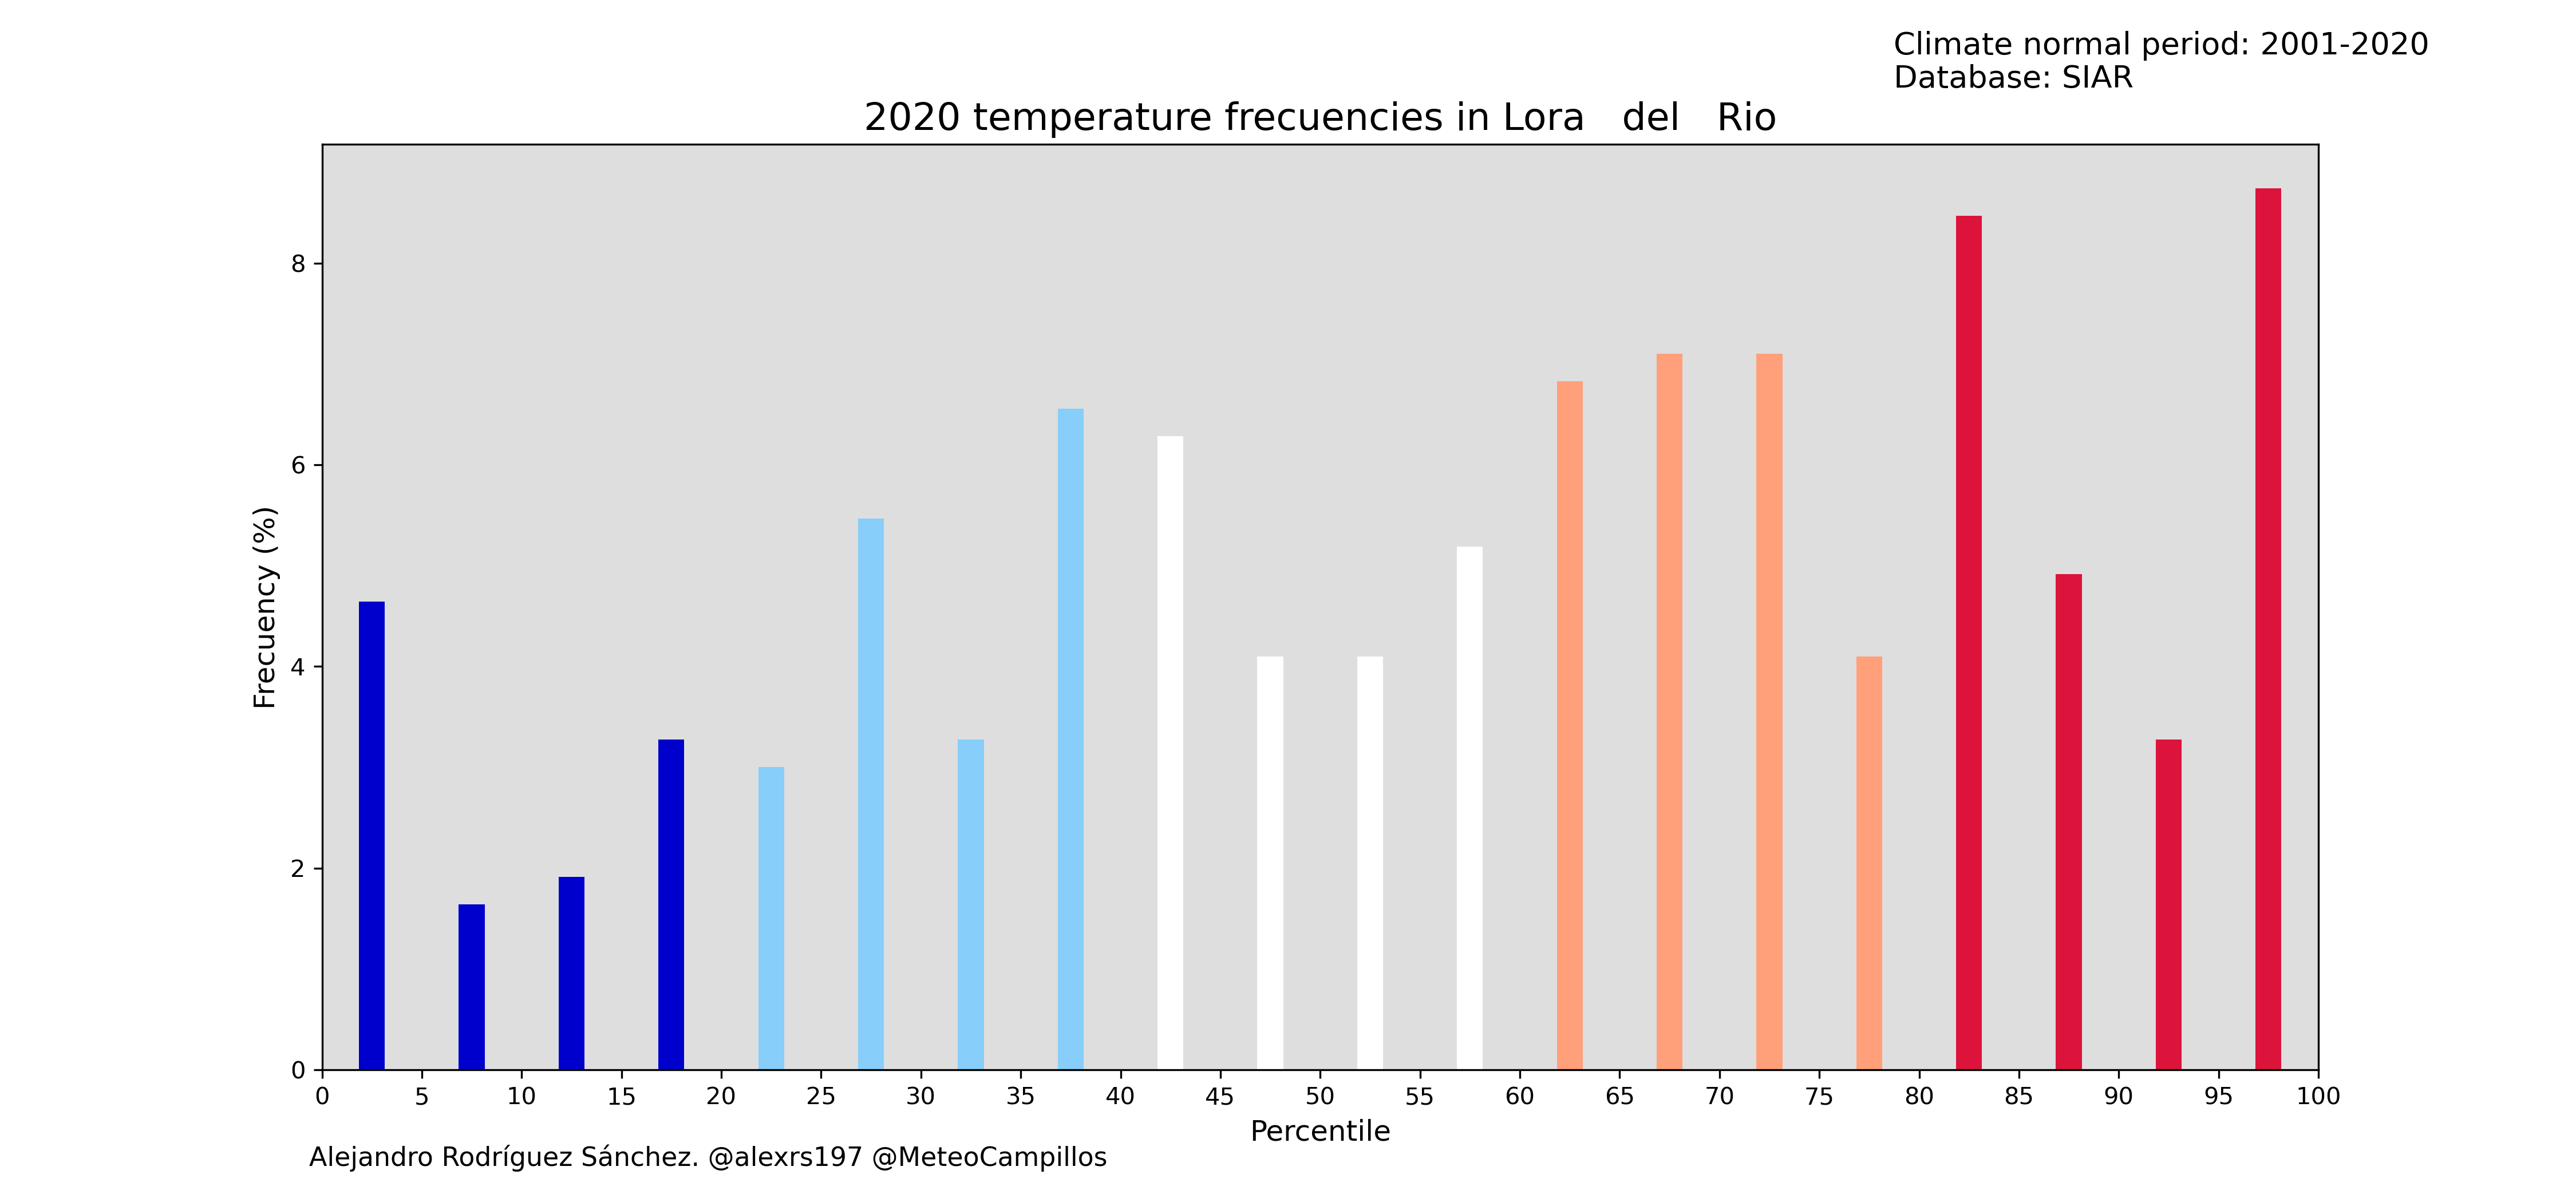 Climate normal period: 2001-2020
Database: SIAR
2020 temperature frecuencies in Lora del Rio
Frecuency (%)
8
6
4
2
0
0 5 10 15 20 25 30 35 40 45 50 55 60 65 70 75 80 85 90 95 100
Percentile
Alejandro Rodríguez Sánchez. @alexrs197 @MeteoCampillos